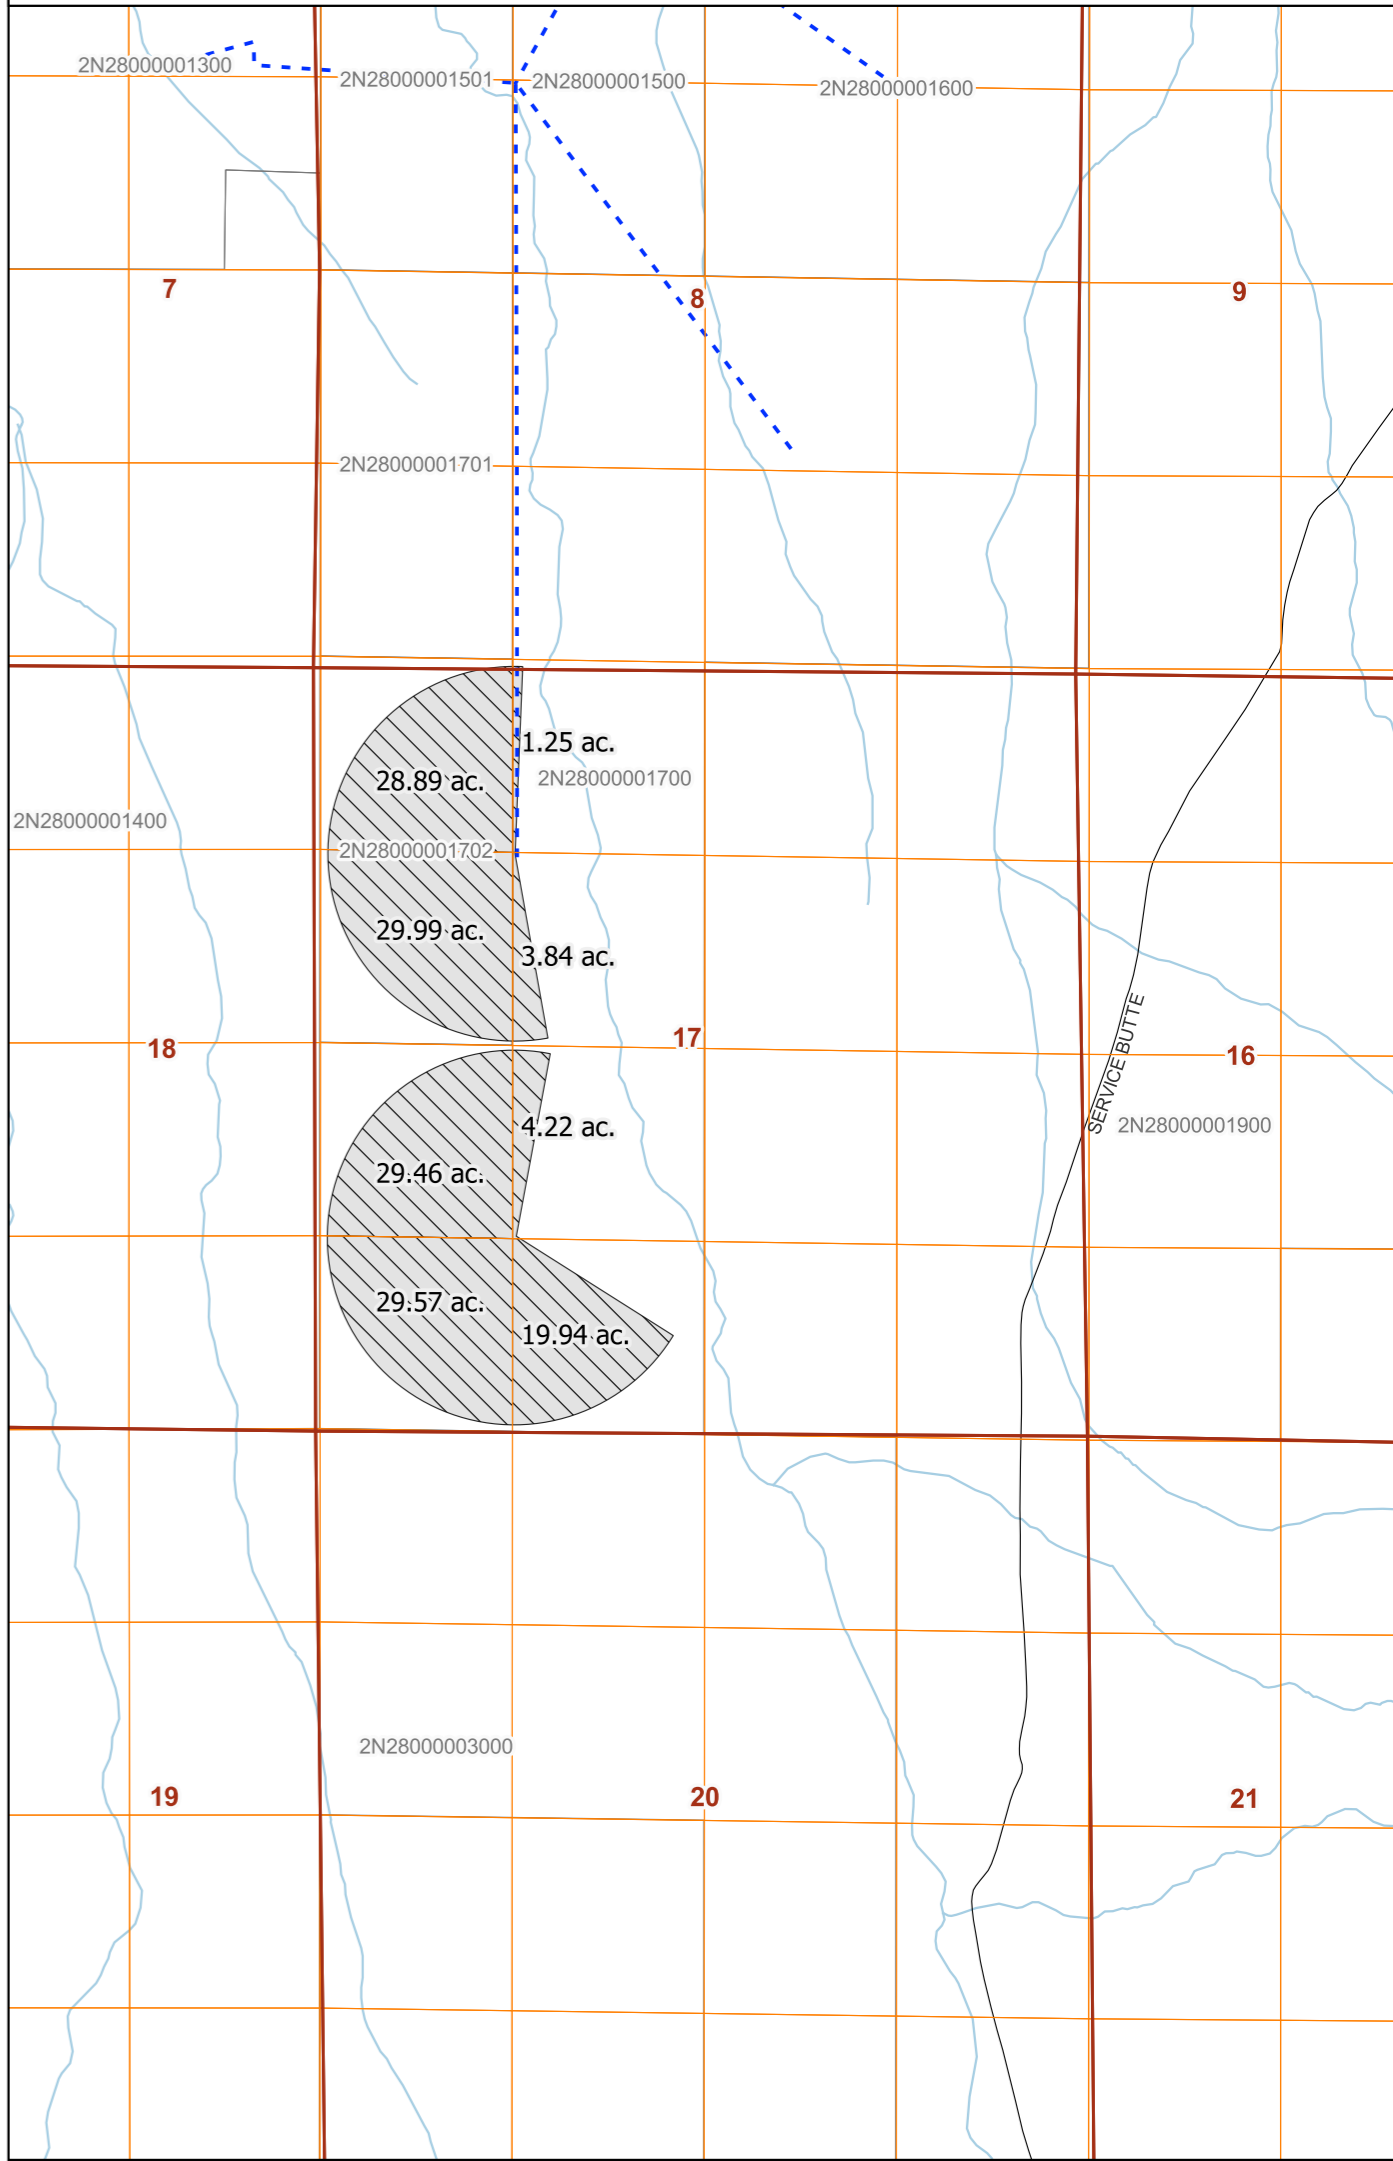 2N28000001300
2N28000001501
2N28000001500
2N28000001600
7
8
9
2N28000001701
1.25 ac.
28.89 ac.
2N28000001700
2N28000001400
2N28000001702
29.99 ac.
3.84 ac.
18
17
16
SERVICE BUTTE
4.22 ac.
2N28000001900
29.46 ac.
29.57 ac.
19.94 ac.
2N28000003000
19
20
21